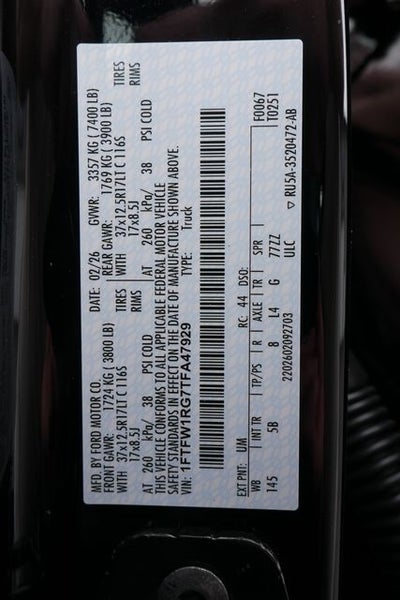 MFD. BY FORD MOTOR CO.
DATE: 02/26 GVWR: 3357 KG ( 7400 LB)
FRONT GAWR: 1724 KG ( 3800 LB) REAR GAWR: 1769 KG ( 3900 LB)
WITH 37x12.5R17LT C 116S TIRES WITH 37x12.5R17LT C 116S TIRES
17x8.5J RIMS 17x8.5J RIMS
AT 260 kPa/ 38 PSI COLD AT 260 kPa/ 38 PSI COLD
THIS VEHICLE CONFORMS TO ALL APPLICABLE FEDERAL MOTOR VEHICLE
SAFETY STANDARDS IN EFFECT ON THE DATE OF MANUFACTURE SHOWN ABOVE.
VIN: 1FTFW1RG7TFA47929 TYPE: Truck
F0067
EXT PNT: UM RC: 44 DSO: T0251
WB INT TR TP/PS R AXLE TR SPR
145 5B 8 L4 G 77ZZ
ULC
2202602092703 ▽ RU5A-3520472-AB